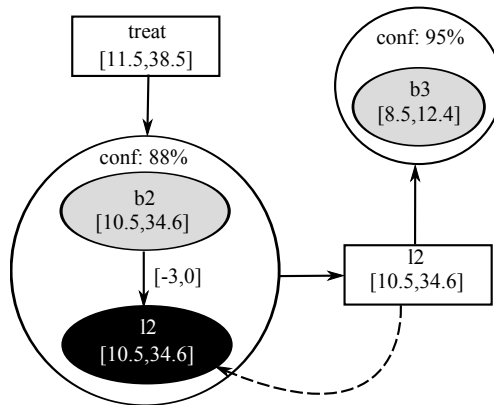 treat
[11.5,38.5]
conf: 88%
b2
[10.5,34.6]
[-3,0]
l2
[10.5,34.6]
l2
[10.5,34.6]
conf: 95%
b3
[8.5,12.4]